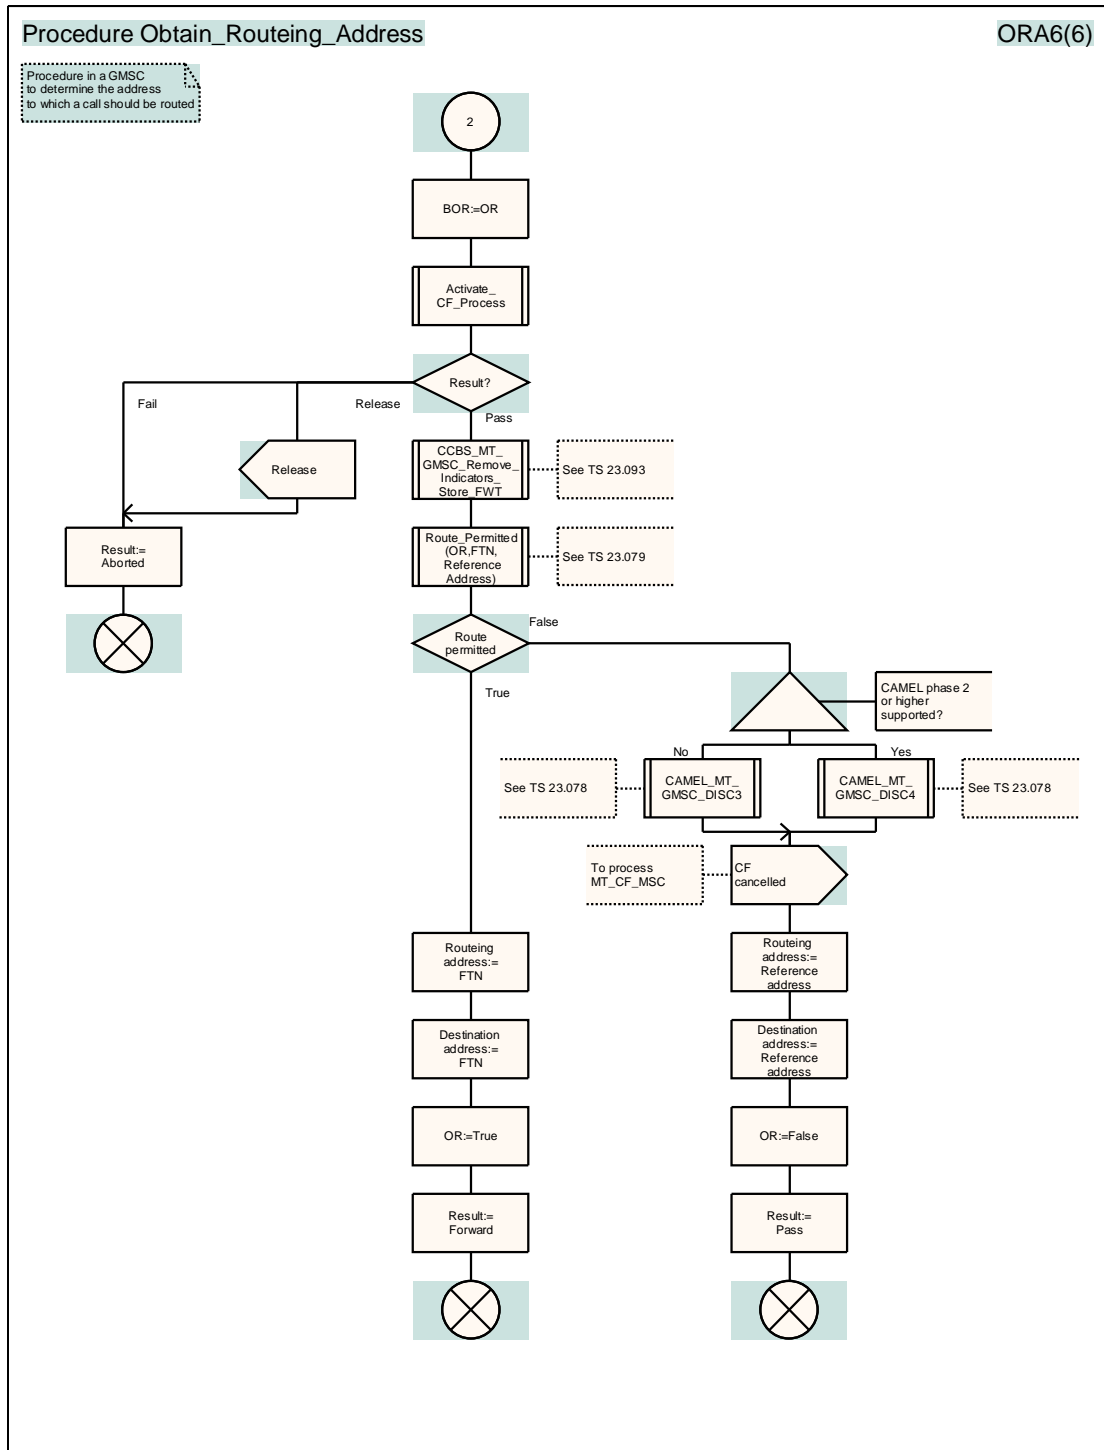 Procedure Obtain_Routeing_Address
ORA6(6)
Procedure in a GMSC
to determine the address
to which a call should be routed
2
BOR:=OR
Activate_
CF_Process
Result?
Fail
Release
Pass
Release
CCBS_MT_
GMSC_Remove_
Indicators_
Store_FWT
See TS 23.093
Result:=
Aborted
Route_Permitted
(OR,FTN,
Reference
Address)
See TS 23.079
Route
permitted
False
True
CAMEL phase 2
or higher
supported?
No
Yes
See TS 23.078
CAMEL_MT_
GMSC_DISC3
CAMEL_MT_
GMSC_DISC4
See TS 23.078
To process
MT_CF_MSC
CF
cancelled
Routeing
address:=
FTN
Routeing
address:=
Reference
address
Destination
address:=
FTN
Destination
address:=
Reference
address
OR:=True
OR:=False
Result:=
Forward
Result:=
Pass